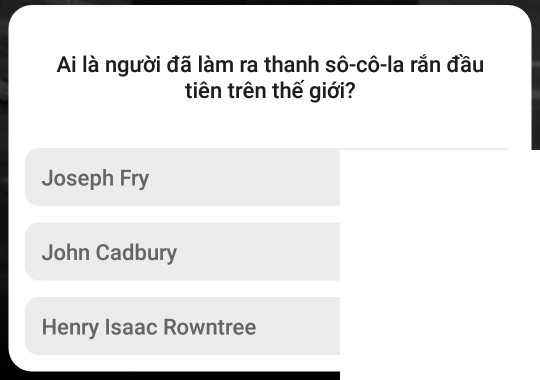 Ai là người đã làm ra thanh sô-cô-la rắn đầu
tiên trên thế giới?
Joseph Fry
John Cadbury
Henry Isaac Rowntree